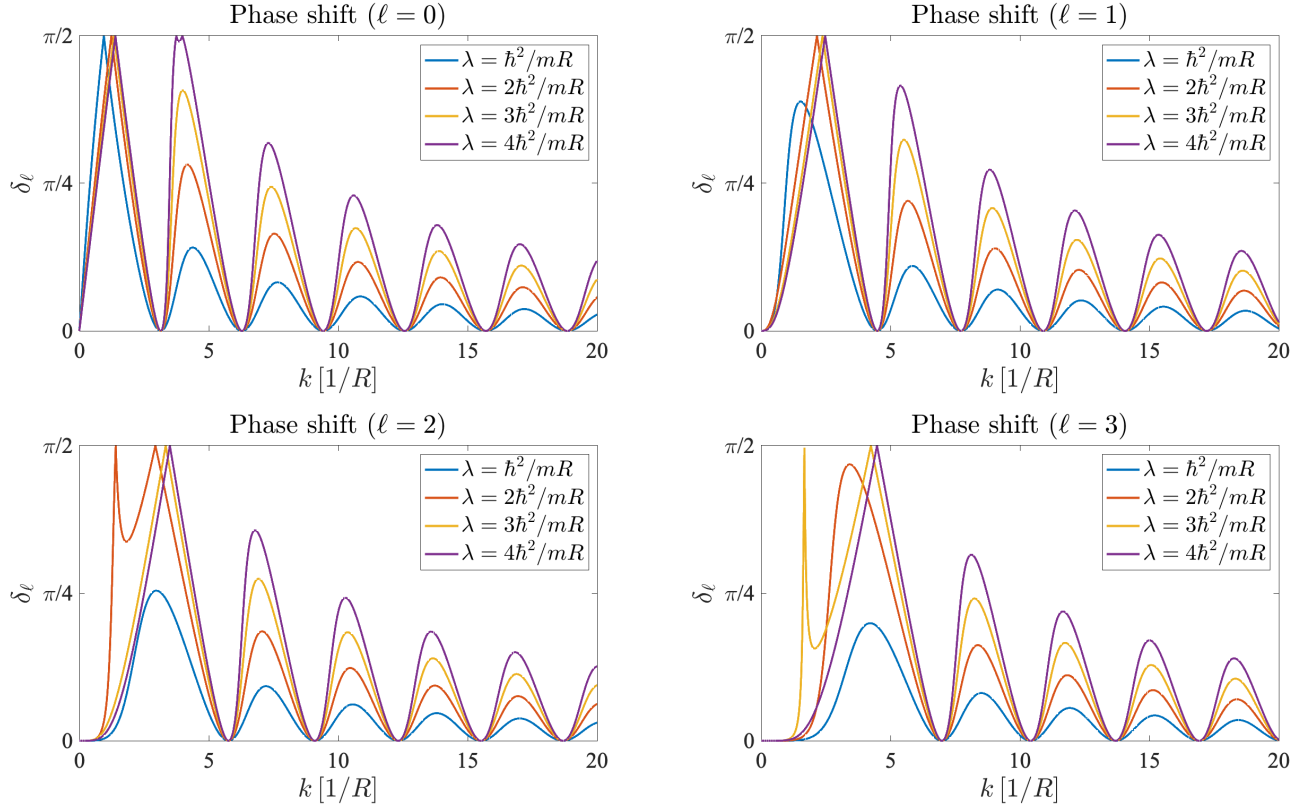 Phase shift (ℓ = 0)
π/2
π/4
0
δℓ
λ = ℏ²/mR
λ = 2ℏ²/mR
λ = 3ℏ²/mR
λ = 4ℏ²/mR
0 5 10 15 20
k [1/R]
Phase shift (ℓ = 1)
π/2
π/4
0
δℓ
λ = ℏ²/mR
λ = 2ℏ²/mR
λ = 3ℏ²/mR
λ = 4ℏ²/mR
0 5 10 15 20
k [1/R]
Phase shift (ℓ = 2)
π/2
π/4
0
δℓ
λ = ℏ²/mR
λ = 2ℏ²/mR
λ = 3ℏ²/mR
λ = 4ℏ²/mR
0 5 10 15 20
k [1/R]
Phase shift (ℓ = 3)
π/2
π/4
0
δℓ
λ = ℏ²/mR
λ = 2ℏ²/mR
λ = 3ℏ²/mR
λ = 4ℏ²/mR
0 5 10 15 20
k [1/R]